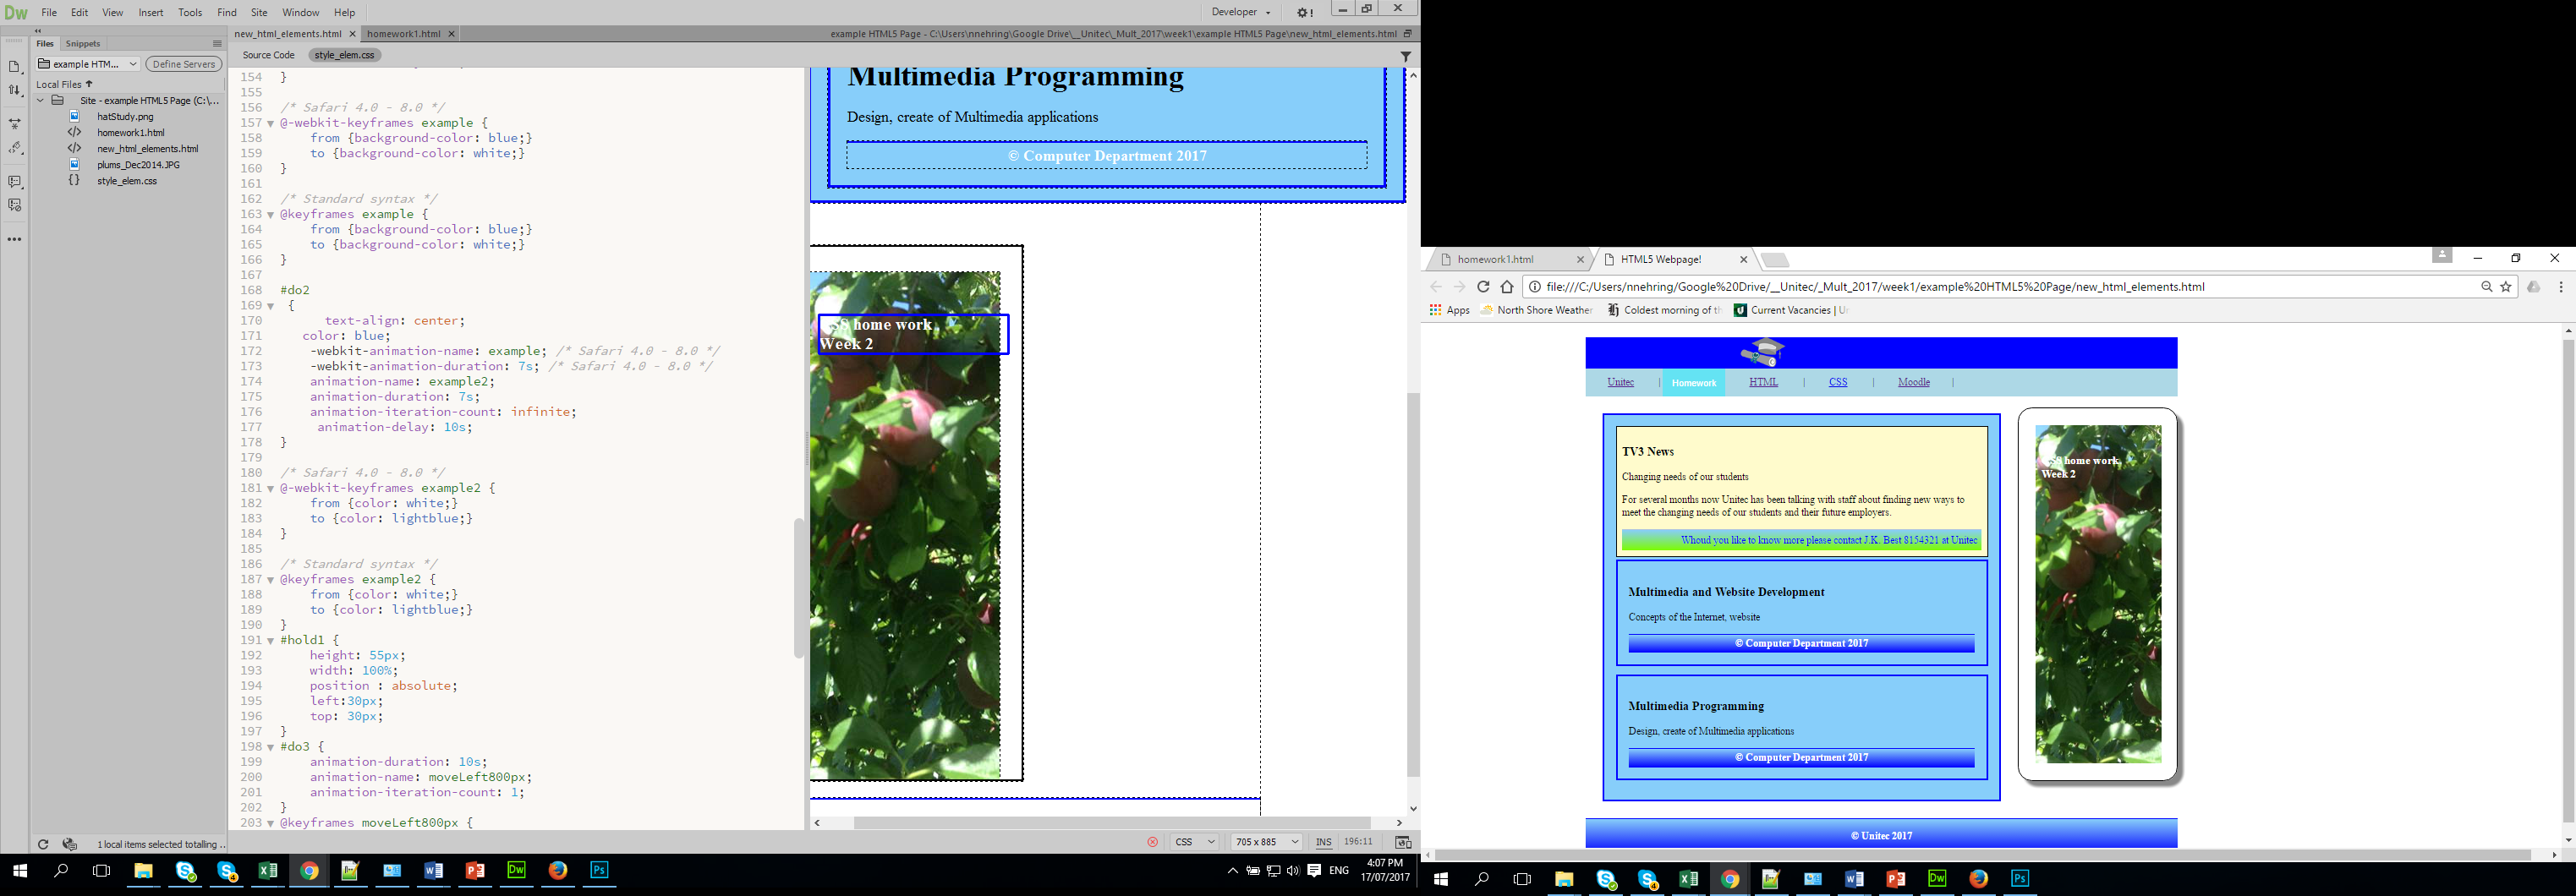 Dw File Edit View Insert Tools Find Site Window Help Developer
new_html_elements.html homework1.html example HTML5 Page - C:\Users\nnehring\Google Drive\__Unitec\_Mult_2017\week1\example HTML5 Page\new_html_elements.html
Files Snippets
Source Code style_elem.css
example HTM... Define Servers
Local Files
Site - example HTML5 Page (C:\...
hatStudy.png
homework1.html
new_html_elements.html
plums_Dec2014.JPG
style_elem.css
1 local items selected totalling ..
154 }
155
156 /* Safari 4.0 - 8.0 */
157 @-webkit-keyframes example {
158 from {background-color: blue;}
159 to {background-color: white;}
160 }
161
162 /* Standard syntax */
163 @keyframes example {
164 from {background-color: blue;}
165 to {background-color: white;}
166 }
167
168 #do2
169 {
170 text-align: center;
171 color: blue;
172 -webkit-animation-name: example; /* Safari 4.0 - 8.0 */
173 -webkit-animation-duration: 7s; /* Safari 4.0 - 8.0 */
174 animation-name: example2;
175 animation-duration: 7s;
176 animation-iteration-count: infinite;
177 animation-delay: 10s;
178 }
179
180 /* Safari 4.0 - 8.0 */
181 @-webkit-keyframes example2 {
182 from {color: white;}
183 to {color: lightblue;}
184 }
185
186 /* Standard syntax */
187 @keyframes example2 {
188 from {color: white;}
189 to {color: lightblue;}
190 }
191 #hold1 {
192 height: 55px;
193 width: 100%;
194 position : absolute;
195 left:30px;
196 top: 30px;
197 }
198 #do3 {
199 animation-duration: 10s;
200 animation-name: moveLeft800px;
201 animation-iteration-count: 1;
202 }
203 @keyframes moveLeft800px {
Multimedia Programming
Design, create of Multimedia applications
© Computer Department 2017
home work
Week 2
CSS 705 x 885 INS 196:11
ENG 4:07 PM
17/07/2017
homework1.html HTML5 Webpage!
file:///C:/Users/nnehring/Google%20Drive/__Unitec/_Mult_2017/week1/example%20HTML5%20Page/new_html_elements.html
Apps North Shore Weather Coldest morning of Current Vacancies |
Unitec | Homework HTML | CSS | Moodle |
TV3 News
Changing needs of our students
For several months now Unitec has been talking with staff about finding new ways to
meet the changing needs of our students and their future employers.
Whoud you like to know more please contact J.K. Best 8154321 at Unitec
Multimedia and Website Development
Concepts of the Internet, website
© Computer Department 2017
Multimedia Programming
Design, create of Multimedia applications
© Computer Department 2017
home work
Week 2
© Unitec 2017